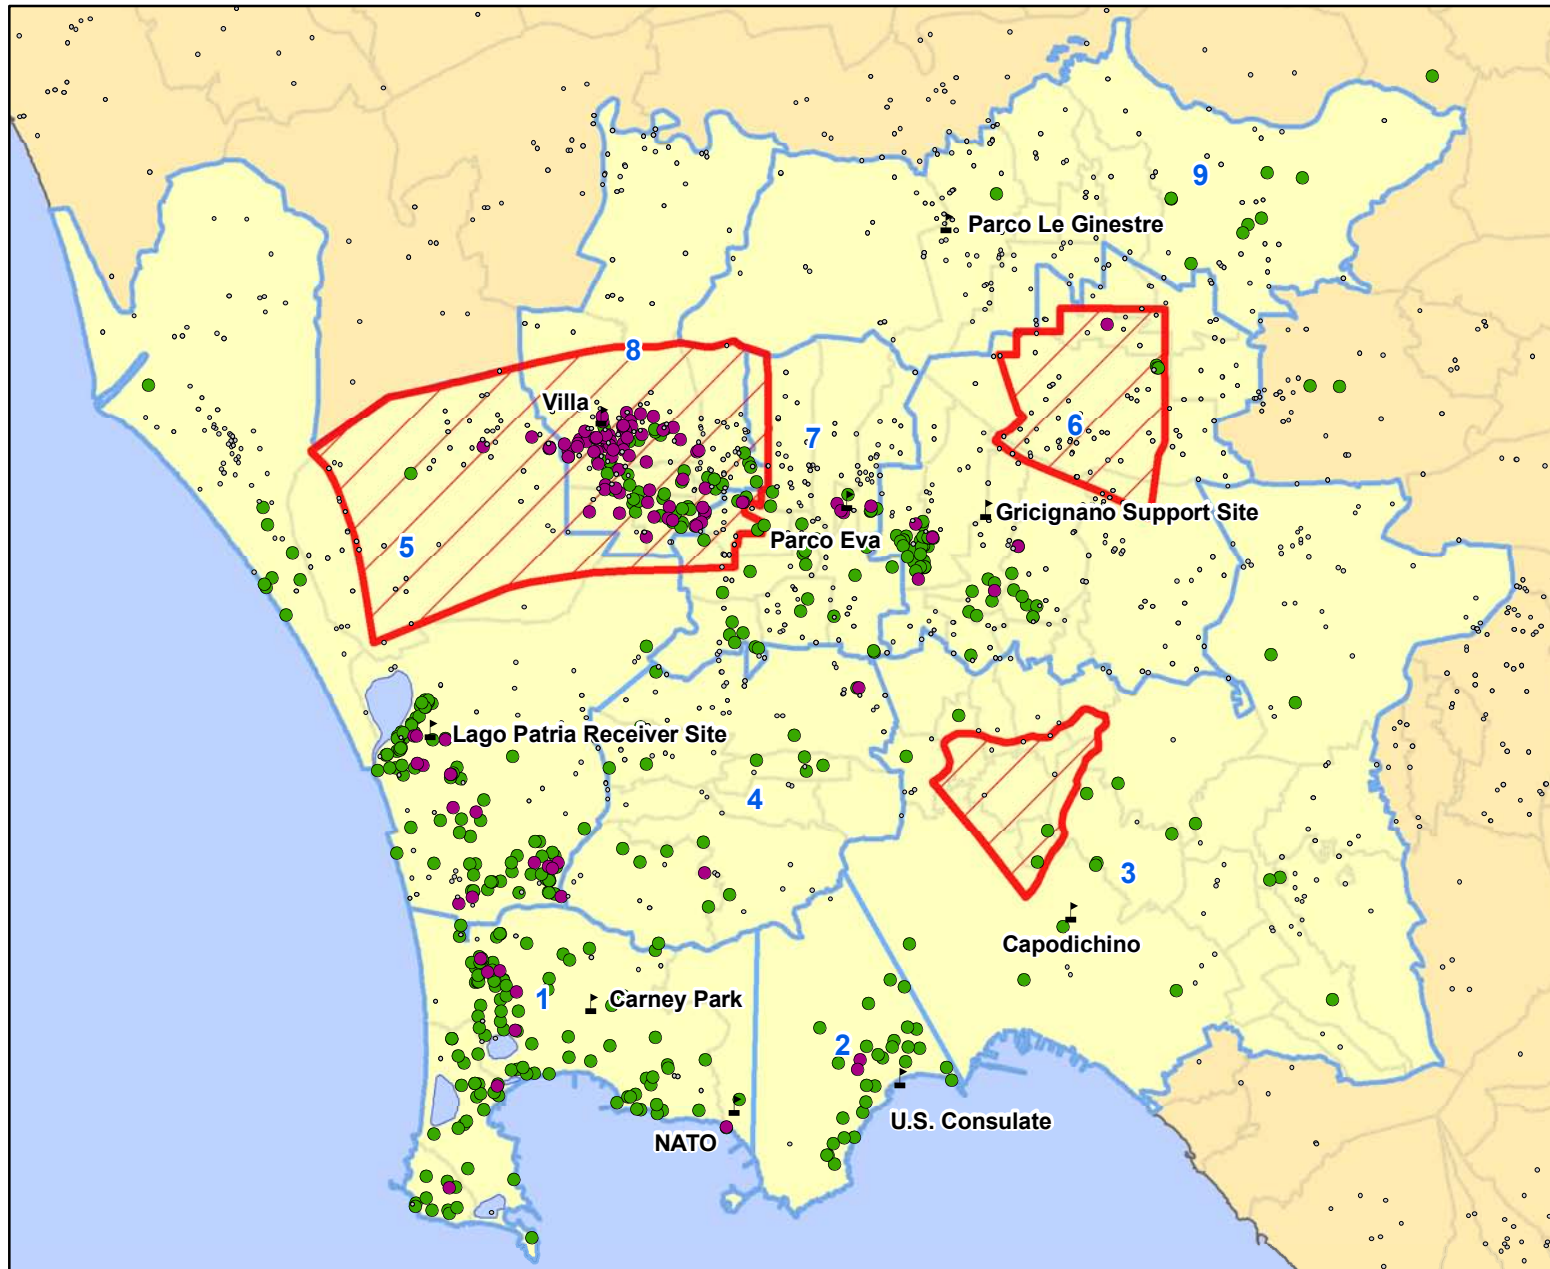 9
Parco Le Ginestre
8
Villa
6
7
Gricignano Support Site
Parco Eva
5
Lago Patria Receiver Site
4
3
Capodichino
1
Carney Park
2
U.S. Consulate
NATO